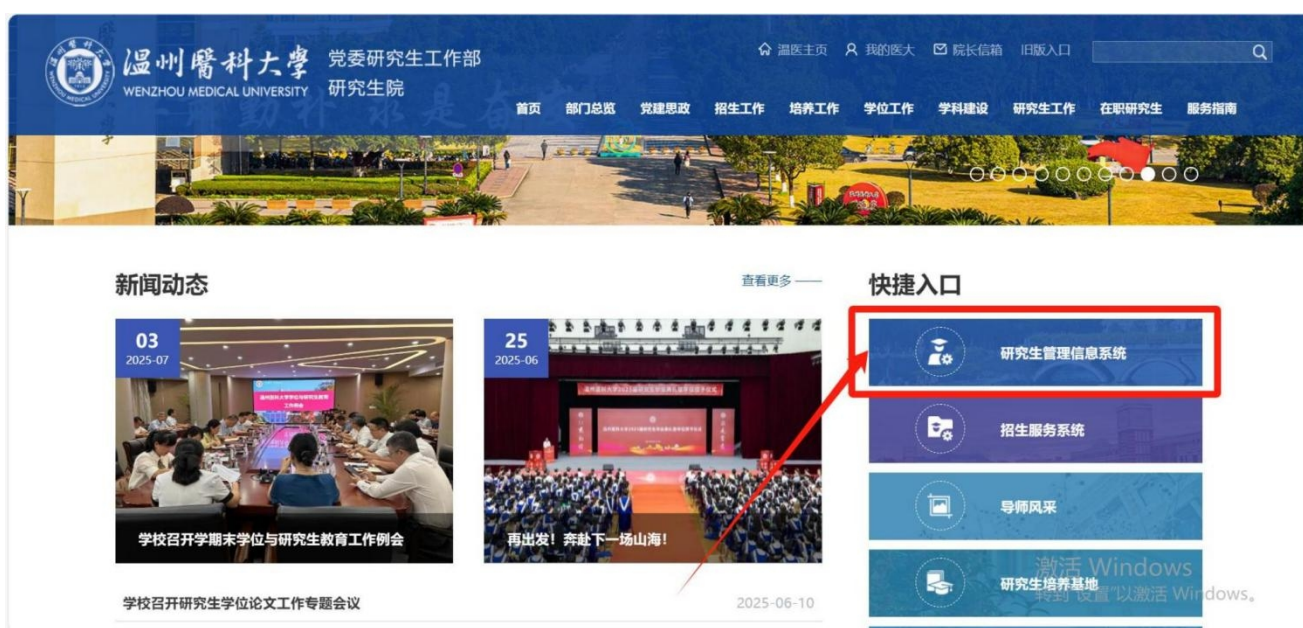 温州醫科大學
WENZHOU MEDICAL UNIVERSITY
党委研究生工作部
研究生院
温医主页 我的医大 院长信箱 旧版入口
首页 部门总览 党建思政 招生工作 培养工作 学位工作 学科建设 研究生工作 在职研究生 服务指南
新闻动态
查看更多
03
2025-07
学校召开学期末学位与研究生教育工作例会
25
2025-06
再出发！奔赴下一场山海！
学校召开研究生学位论文工作专题会议
2025-06-10
快捷入口
研究生管理信息系统
招生服务系统
导师风采
研究生培养基地
激活 Windows
转到"设置"以激活 Windows。